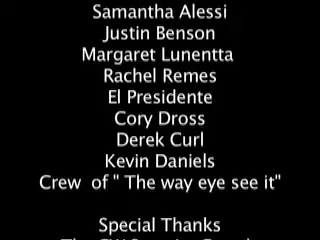 Samantha Alessi
Justin Benson
Margaret Lunentta
Rachel Remes
El Presidente
Cory Dross
Derek Curl
Kevin Daniels
Crew of " The way eye see it"
Special Thanks